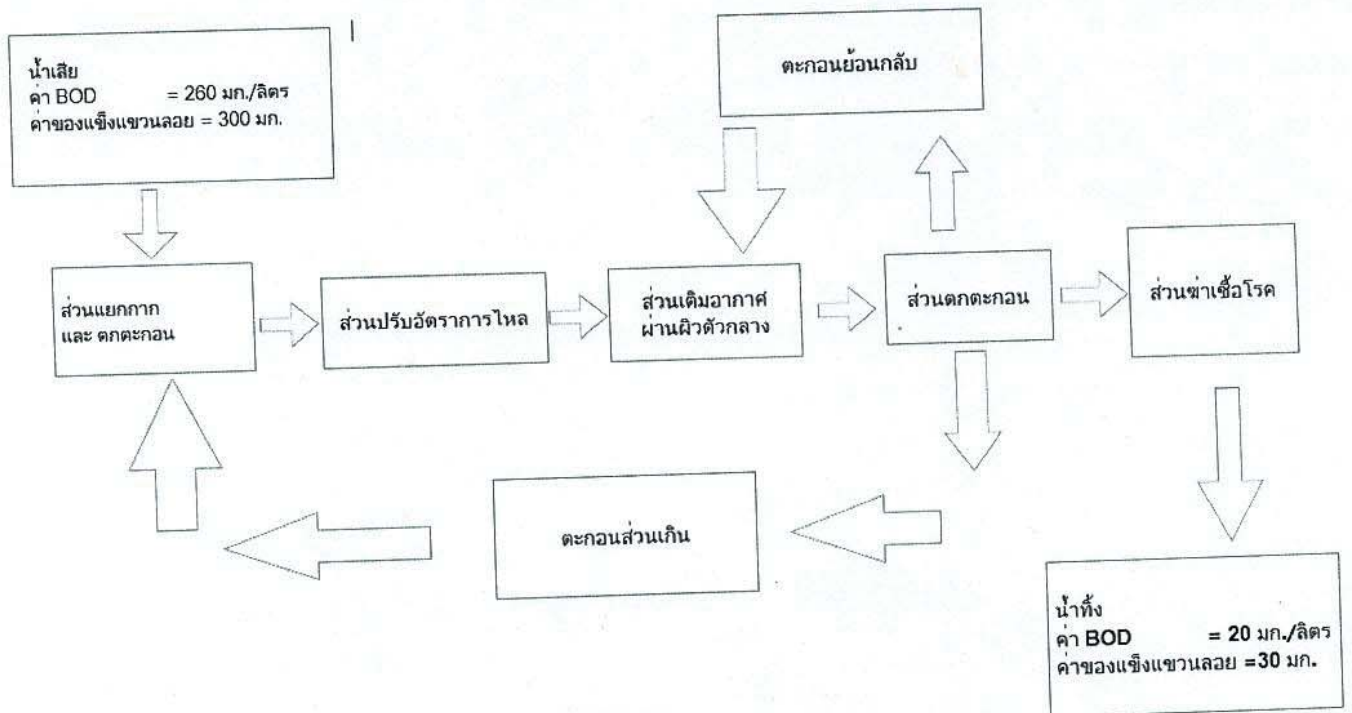 น้ำเสีย
ค่า BOD = 260 มก./ลิตร
ค่าของแข็งแขวนลอย = 300 มก.
ตะกอนย้อนกลับ
ส่วนแยกกาก
และ ตกตะกอน
ส่วนปรับอัตราการไหล
ส่วนเติมอากาศ
ผ่านผิวตัวกลาง
ส่วนตกตะกอน
ส่วนฆ่าเชื้อโรค
ตะกอนส่วนเกิน
น้ำทิ้ง
ค่า BOD = 20 มก./ลิตร
ค่าของแข็งแขวนลอย =30 มก.